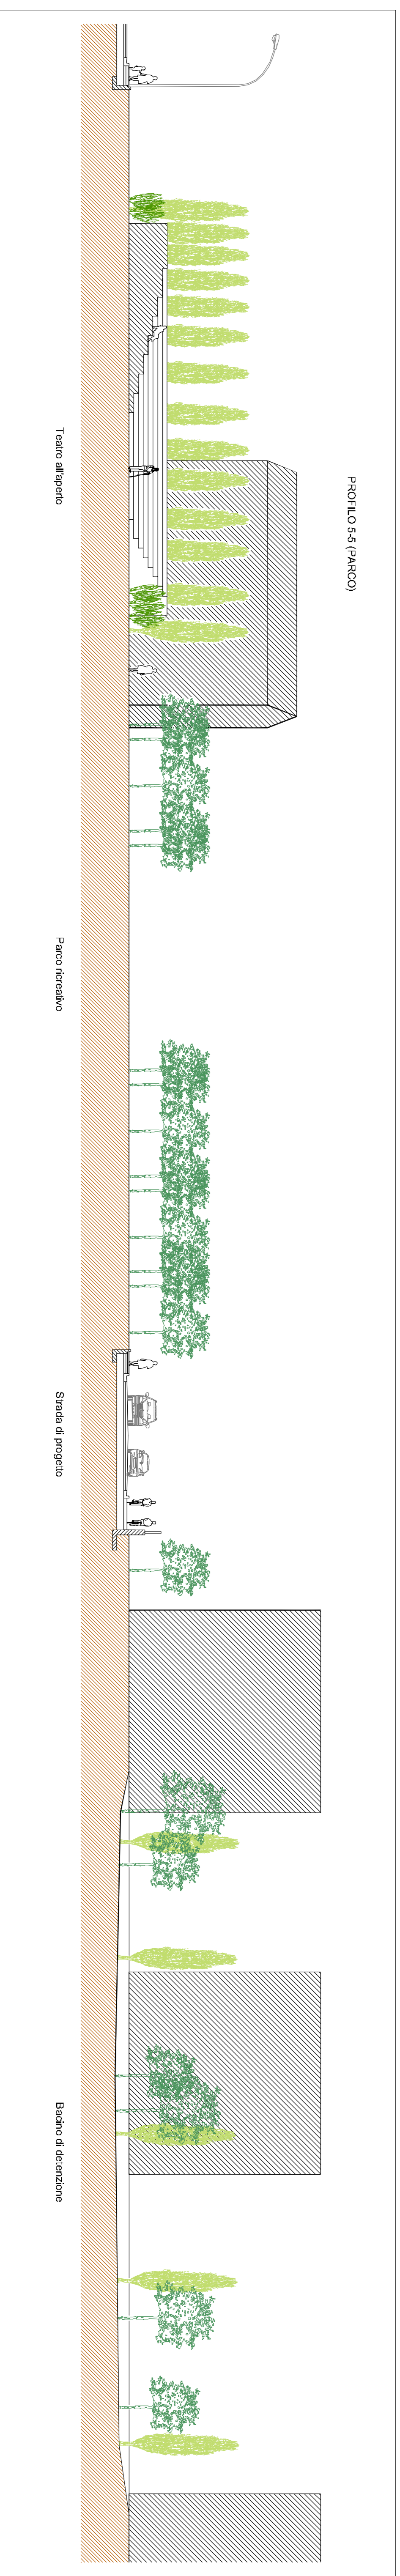 PROFILO 5-5 (PARCO)
Teatro all'aperto
Parco ricreativo
Strada di progetto
Bacino di detenzione